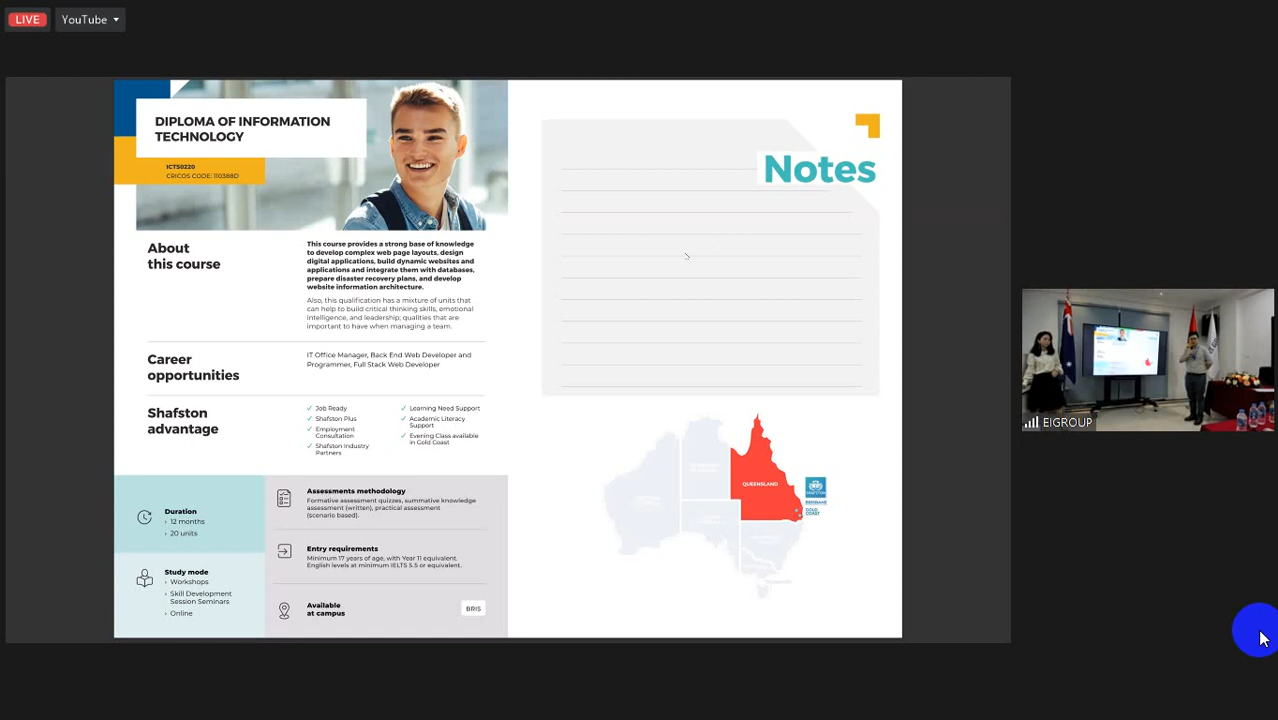 LIVE
YouTube
DIPLOMA OF INFORMATION
TECHNOLOGY
ICT50220
CRICOS CODE: 110388D
About
this course
This course provides a strong base of knowledge
to develop complex web page layouts, design
digital applications, build dynamic websites and
applications and integrate them with databases,
prepare disaster recovery plans, and develop
website information architecture.
Also, this qualification has a mixture of units that
can help to build critical thinking skills, emotional
intelligence, and leadership; qualities that are
important to have when managing a team.
Career
opportunities
IT Office Manager, Back End Web Developer and
Programmer, Full Stack Web Developer
Shafston
advantage
Job Ready
Shafston Plus
Employment
Consultation
Shafston Industry
Partners
Learning Need Support
Academic Literacy
Support
Evening Class available
in Gold Coast
Duration
› 12 months
› 20 units
Study mode
› Workshops
› Skill Development
Session Seminars
› Online
Assessments methodology
Formative assessment quizzes, summative knowledge
assessment (written), practical assessment
(scenario based).
Entry requirements
Minimum 17 years of age, with Year 11 equivalent.
English levels at minimum IELTS 5.5 or equivalent.
Available
at campus
BRIS
Notes
QUEENSLAND
BRISBANE
GOLD
COAST
EIGROUP